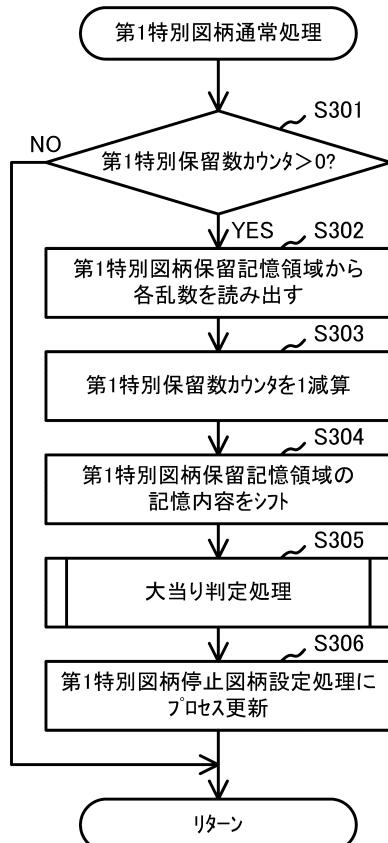 第1特別図柄通常処理
S301
NO
第1特別保留数カウンタ>0?
YES
S302
第1特別図柄保留記憶領域から
各乱数を読み出す
S303
第1特別保留数カウンタを1減算
S304
第1特別図柄保留記憶領域の
記憶内容をシフト
S305
大当り判定処理
S306
第1特別図柄停止図柄設定処理に
プロセス更新
リターン